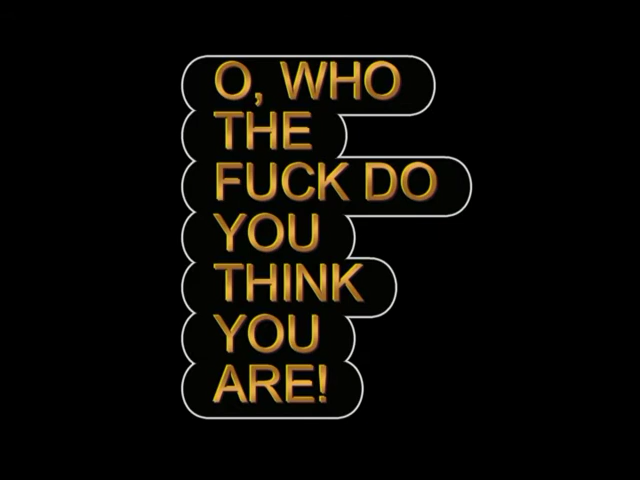 O, WHO
THE
FUCK DO
YOU
THINK
YOU
ARE!